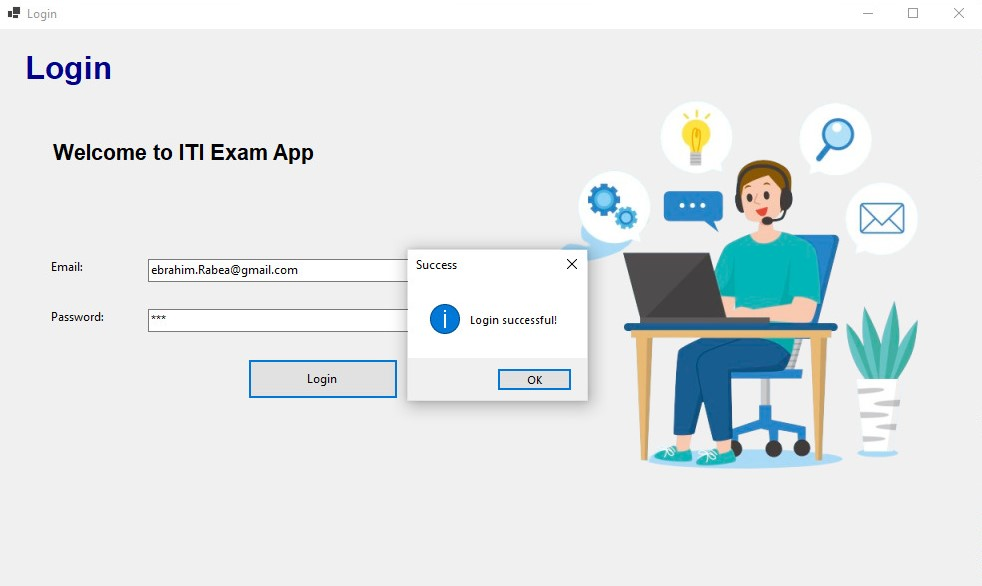 Login
Login
Welcome to ITI Exam App
Email:
ebrahim.Rabea@gmail.com
Password:
***
Login
Success
Login successful!
OK